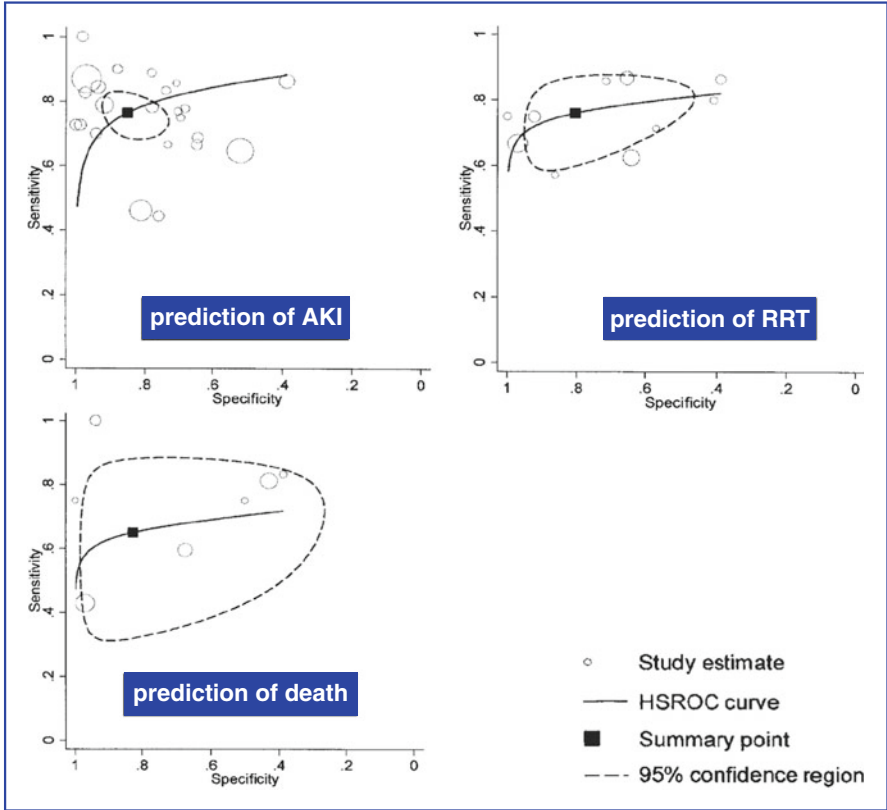 1
.8
.6
.4
.2
0
Sensitivity
prediction of AKI
1 .8 .6 .4 .2 0
Specificity
1
.8
.6
.4
.2
0
Sensitivity
prediction of RRT
1 .8 .6 .4 .2 0
Specificity
1
.8
.6
.4
.2
0
Sensitivity
prediction of death
1 .8 .6 .4 .2 0
Specificity
Study estimate
HSROC curve
Summary point
95% confidence region